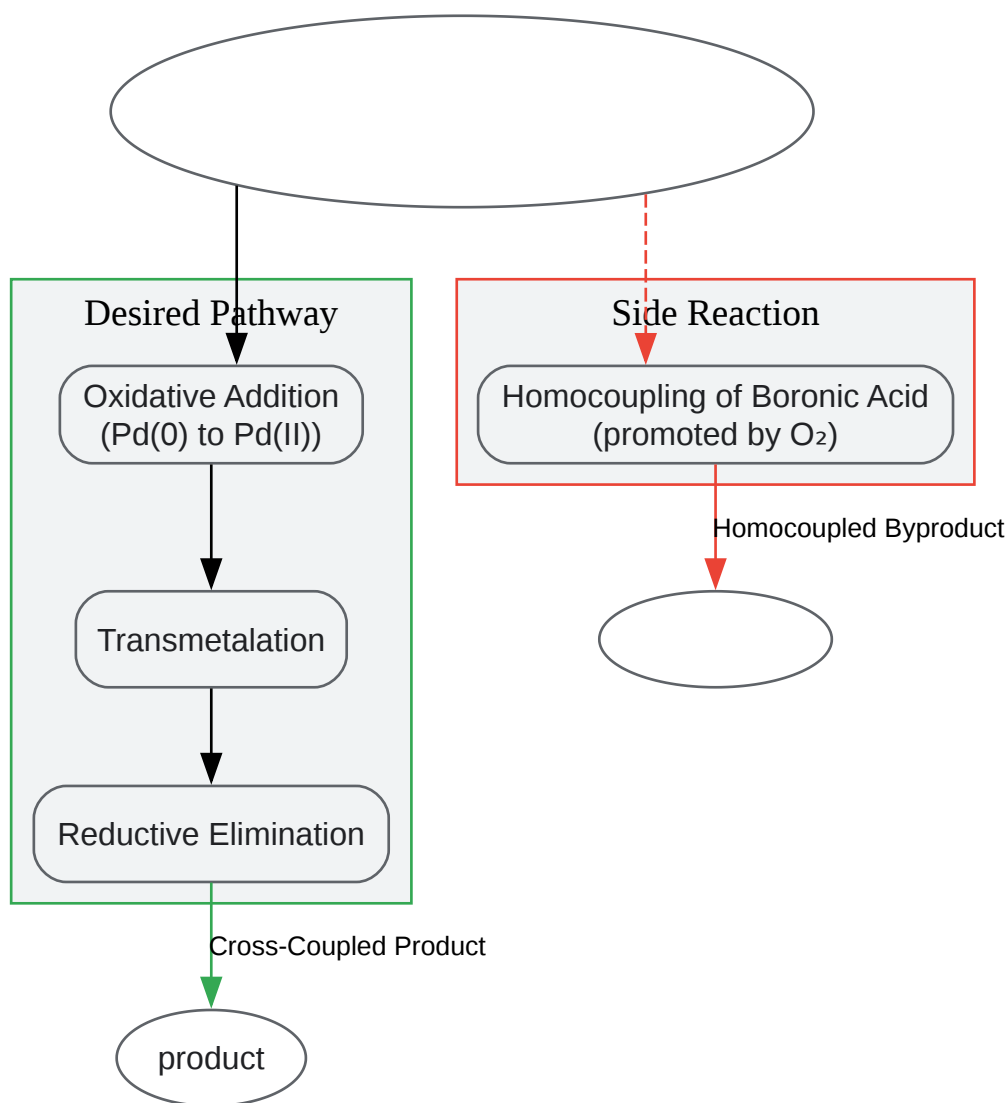 Desired Pathway
Side Reaction
Oxidative Addition
(Pd(0) to Pd(II))
Homocoupling of Boronic Acid
(promoted by O₂)
Homocoupled Byproduct
Transmetalation
Reductive Elimination
Cross-Coupled Product
product